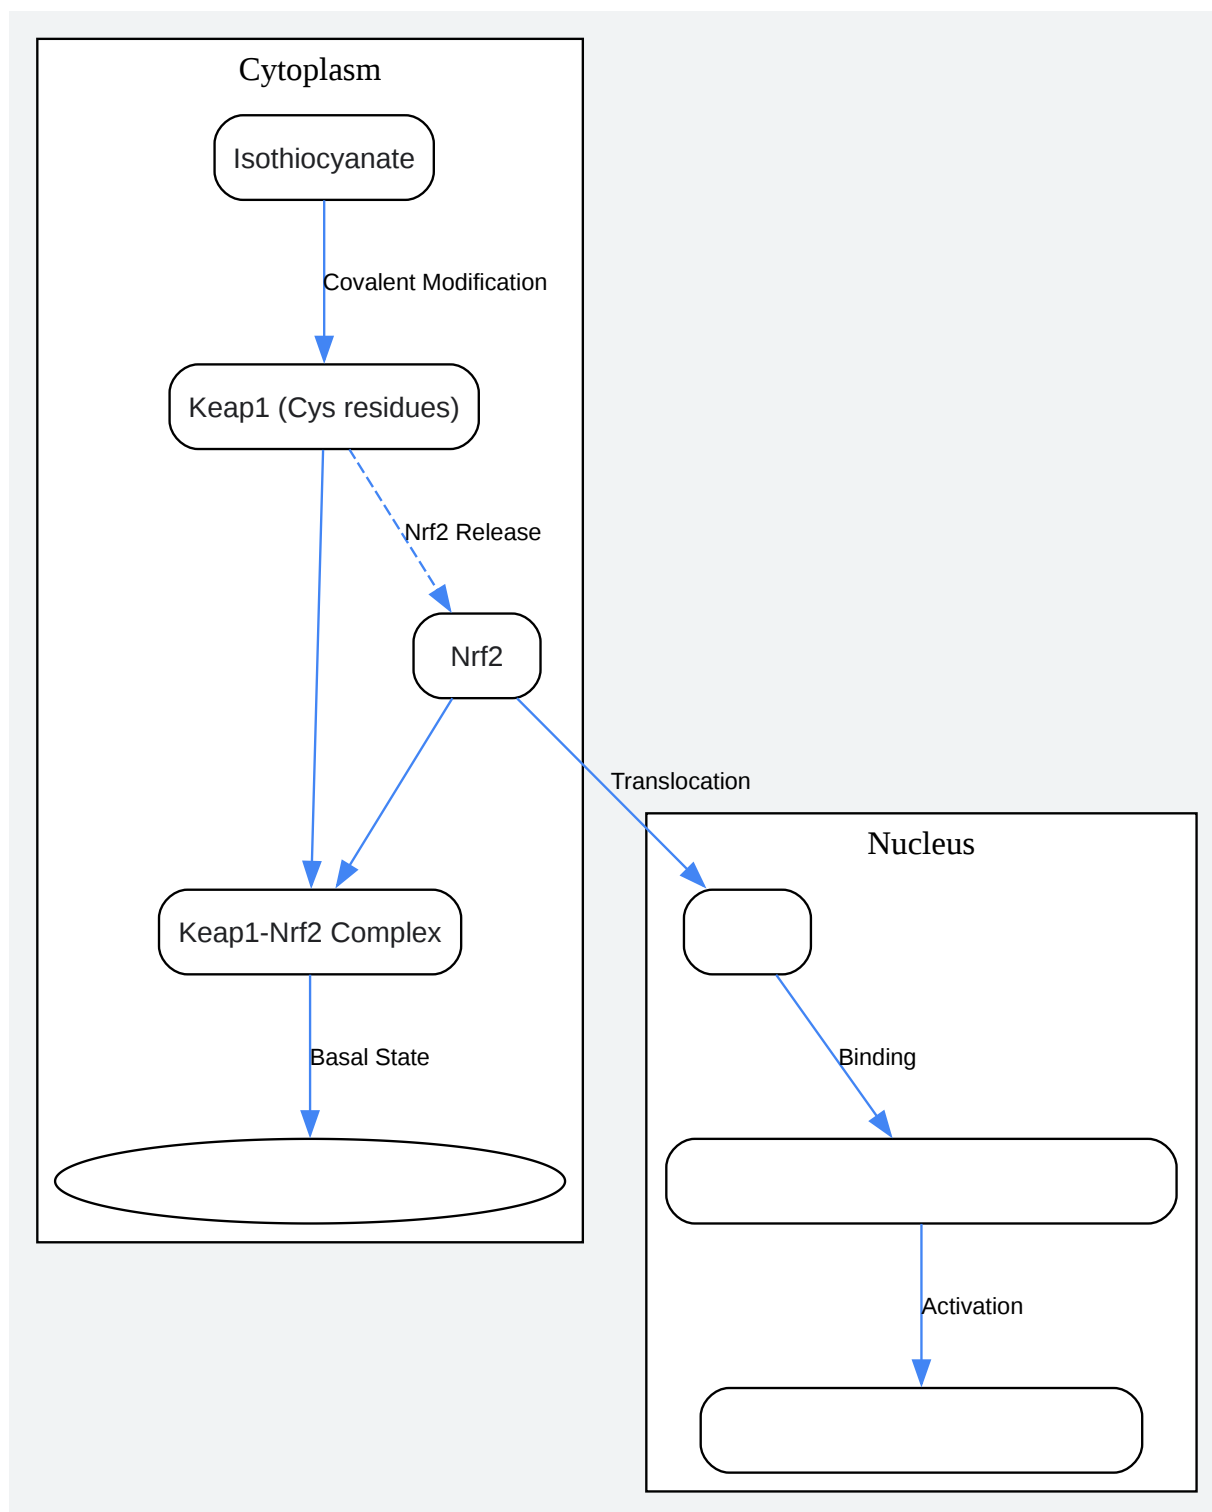 Cytoplasm
Isothiocyanate
Covalent Modification
Keap1 (Cys residues)
Nrf2 Release
Nrf2
Translocation
Nucleus
Keap1-Nrf2 Complex
Basal State
Binding
Activation